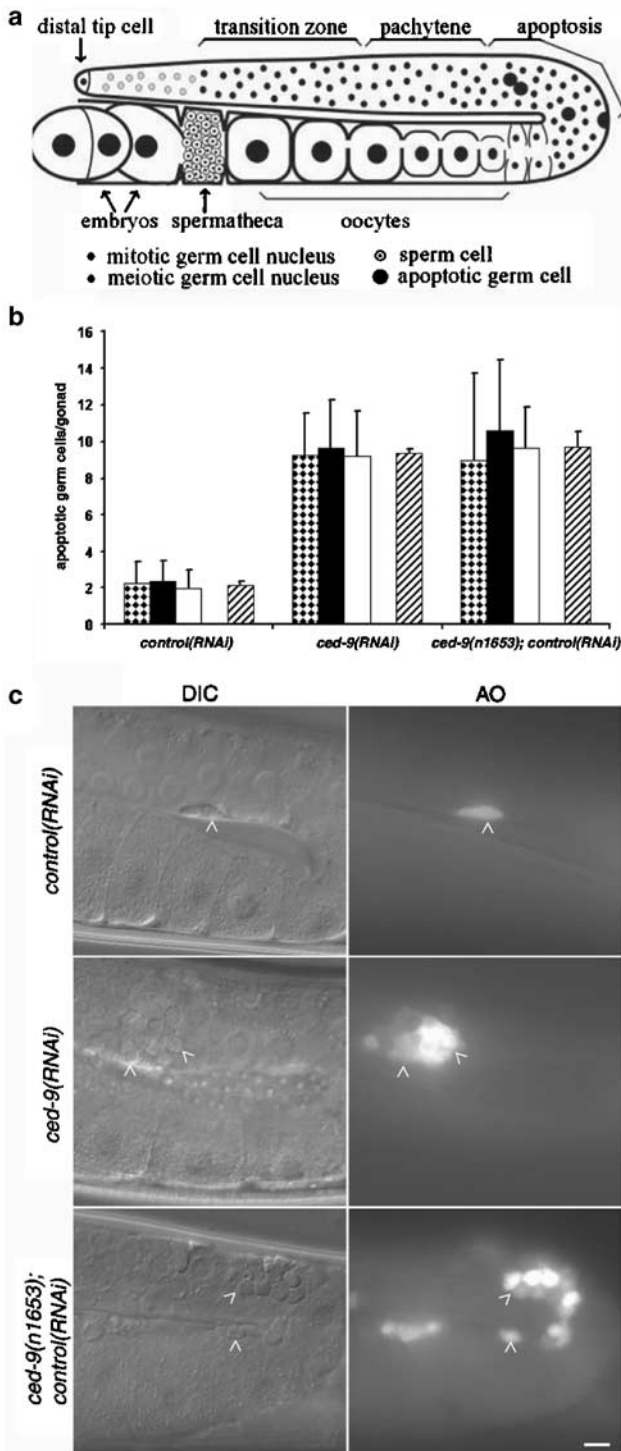 a
distal tip cell
transition zone
pachytene
apoptosis
embryos
spermatheca
oocytes
mitotic germ cell nucleus
sperm cell
meiotic germ cell nucleus
apoptotic germ cell
b
apoptotic germ cells/gonad
16
14
12
10
8
6
4
2
0
control(RNAi)
ced-9(RNAi)
ced-9(n1653); control(RNAi)
c
DIC
AO
control(RNAi)
ced-9(RNAi)
ced-9(n1653);
control(RNAi)